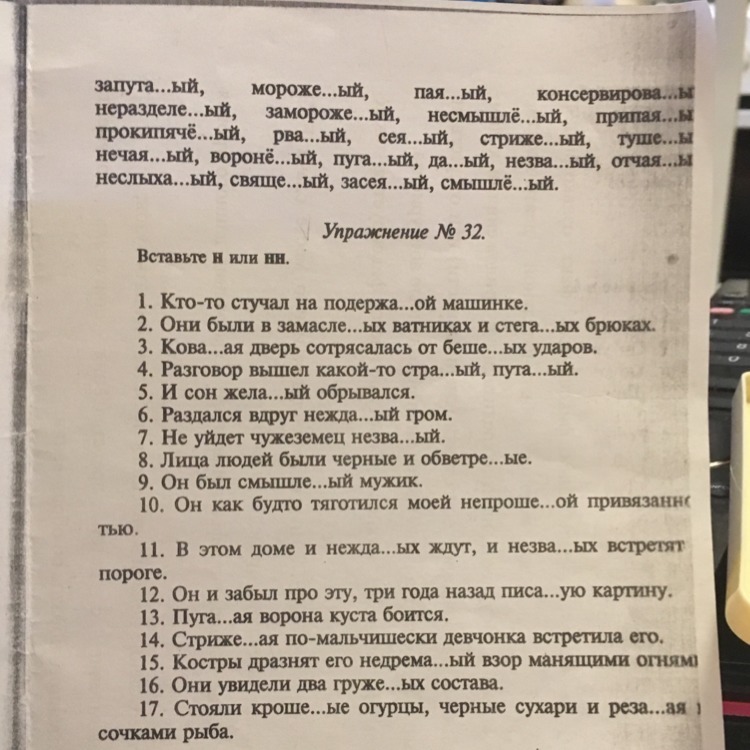 запута...ый, мороже...ый, пая...ый, консервирова...ы
неразделе...ый, замороже...ый, несмышлё...ый, припая...ы
прокипячё...ый, рва...ый, сея...ый, стриже...ый, туше...ы
нечая...ый, воронё...ый, пуга...ый, да...ый, незва...ый, отчая...ы
неслыха...ый, свяще...ый, засея...ый, смышлё...ый.
Упражнение № 32.
Вставьте н или нн.
1. Кто-то стучал на подержа...ой машинке.
2. Они были в замасле...ых ватниках и стега...ых брюках.
3. Кова...ая дверь сотрясалась от беше...ых ударов.
4. Разговор вышел какой-то стра...ый, пута...ый.
5. И сон жела...ый обрывался.
6. Раздался вдруг нежда...ый гром.
7. Не уйдет чужеземец незва...ый.
8. Лица людей были черные и обветре...ые.
9. Он был смышле...ый мужик.
10. Он как будто тяготился моей непроше...ой привязанно
тью.
11. В этом доме и нежда...ых ждут, и незва...ых встретят
пороге.
12. Он и забыл про эту, три года назад писа...ую картину.
13. Пуга...ая ворона куста боится.
14. Стриже...ая по-мальчишески девчонка встретила его.
15. Костры дразнят его недрема...ый взор манящими огнями
16. Они увидели два груже...ых состава.
17. Стояли кроше...ые огурцы, черные сухари и реза...ая
сочками рыба.